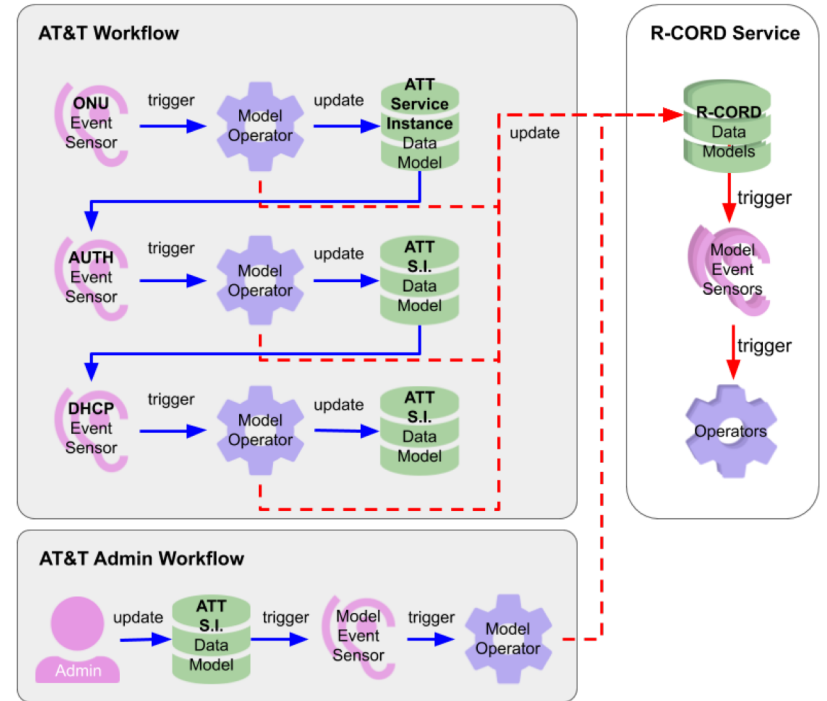 AT&T Workflow
ONU
Event
Sensor
trigger
Model
Operator
update
ATT
Service
Instance
Data
Model
AUTH
Event
Sensor
trigger
Model
Operator
update
ATT
S.I.
Data
Model
DHCP
Event
Sensor
trigger
Model
Operator
update
ATT
S.I.
Data
Model
update
R-CORD Service
R-CORD
Data
Models
trigger
Model
Event
Sensors
trigger
Operators
AT&T Admin Workflow
Admin
update
ATT
S.I.
Data
Model
trigger
Model
Event
Sensor
trigger
Model
Operator